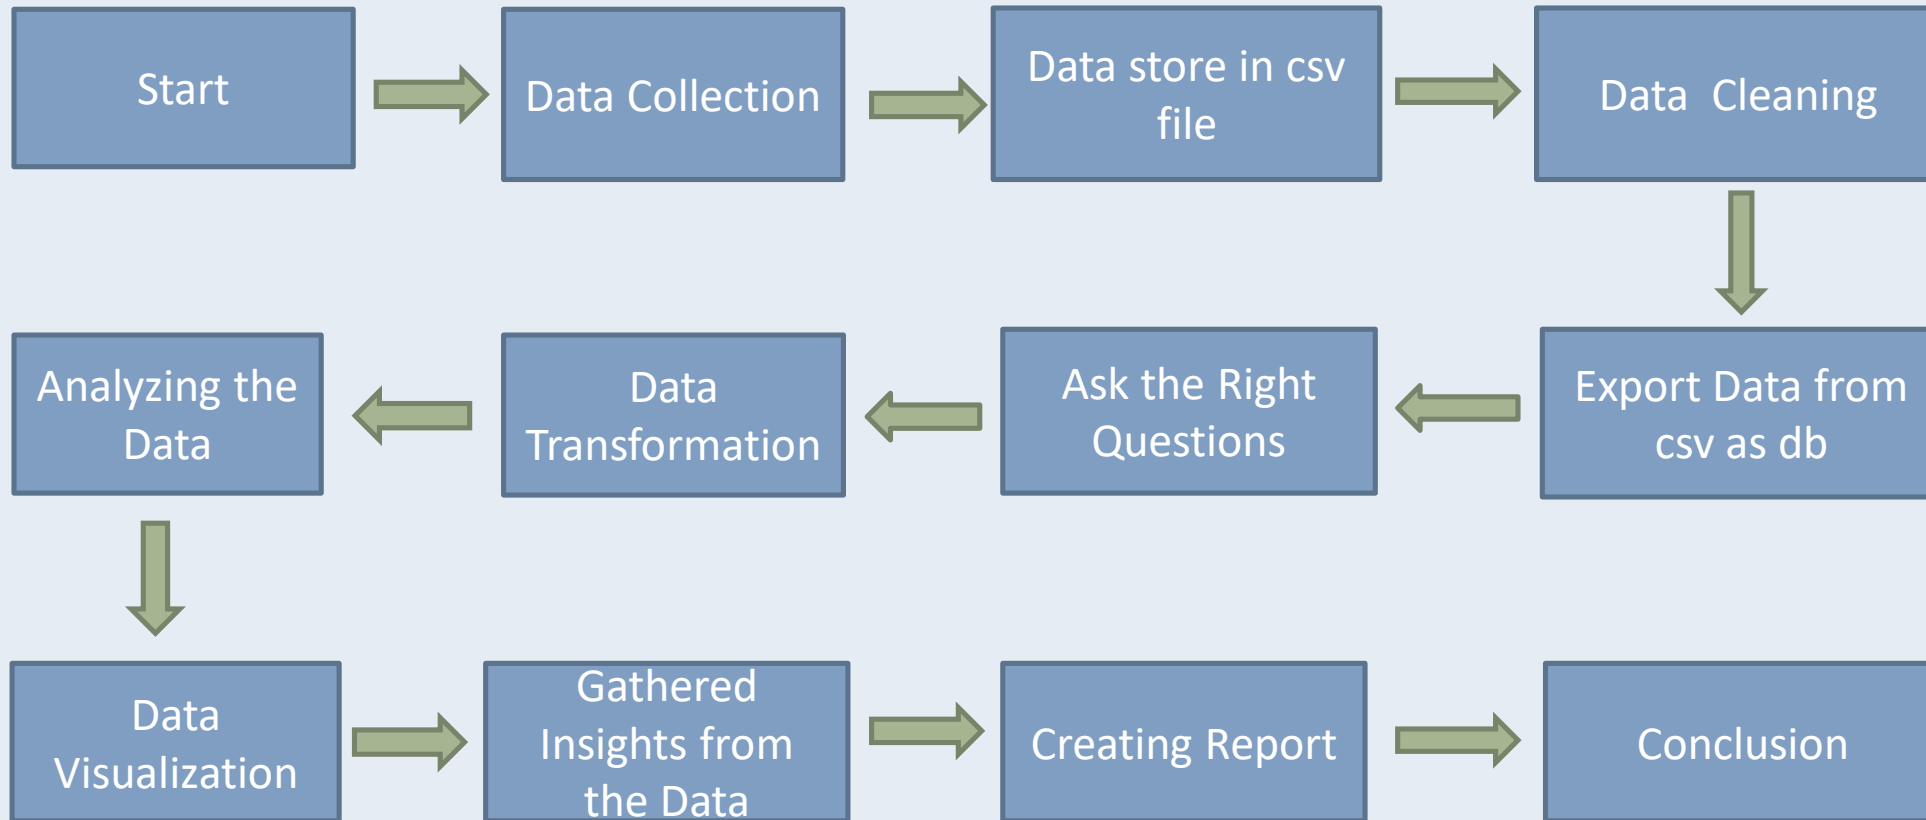 Start
Data Collection
Data store in csv
file
Data  Cleaning
Export Data from
csv as db
Ask the Right
Questions
Data
Transformation
Analyzing the
Data
Data
Visualization
Gathered
Insights from
the Data
Creating Report
Conclusion